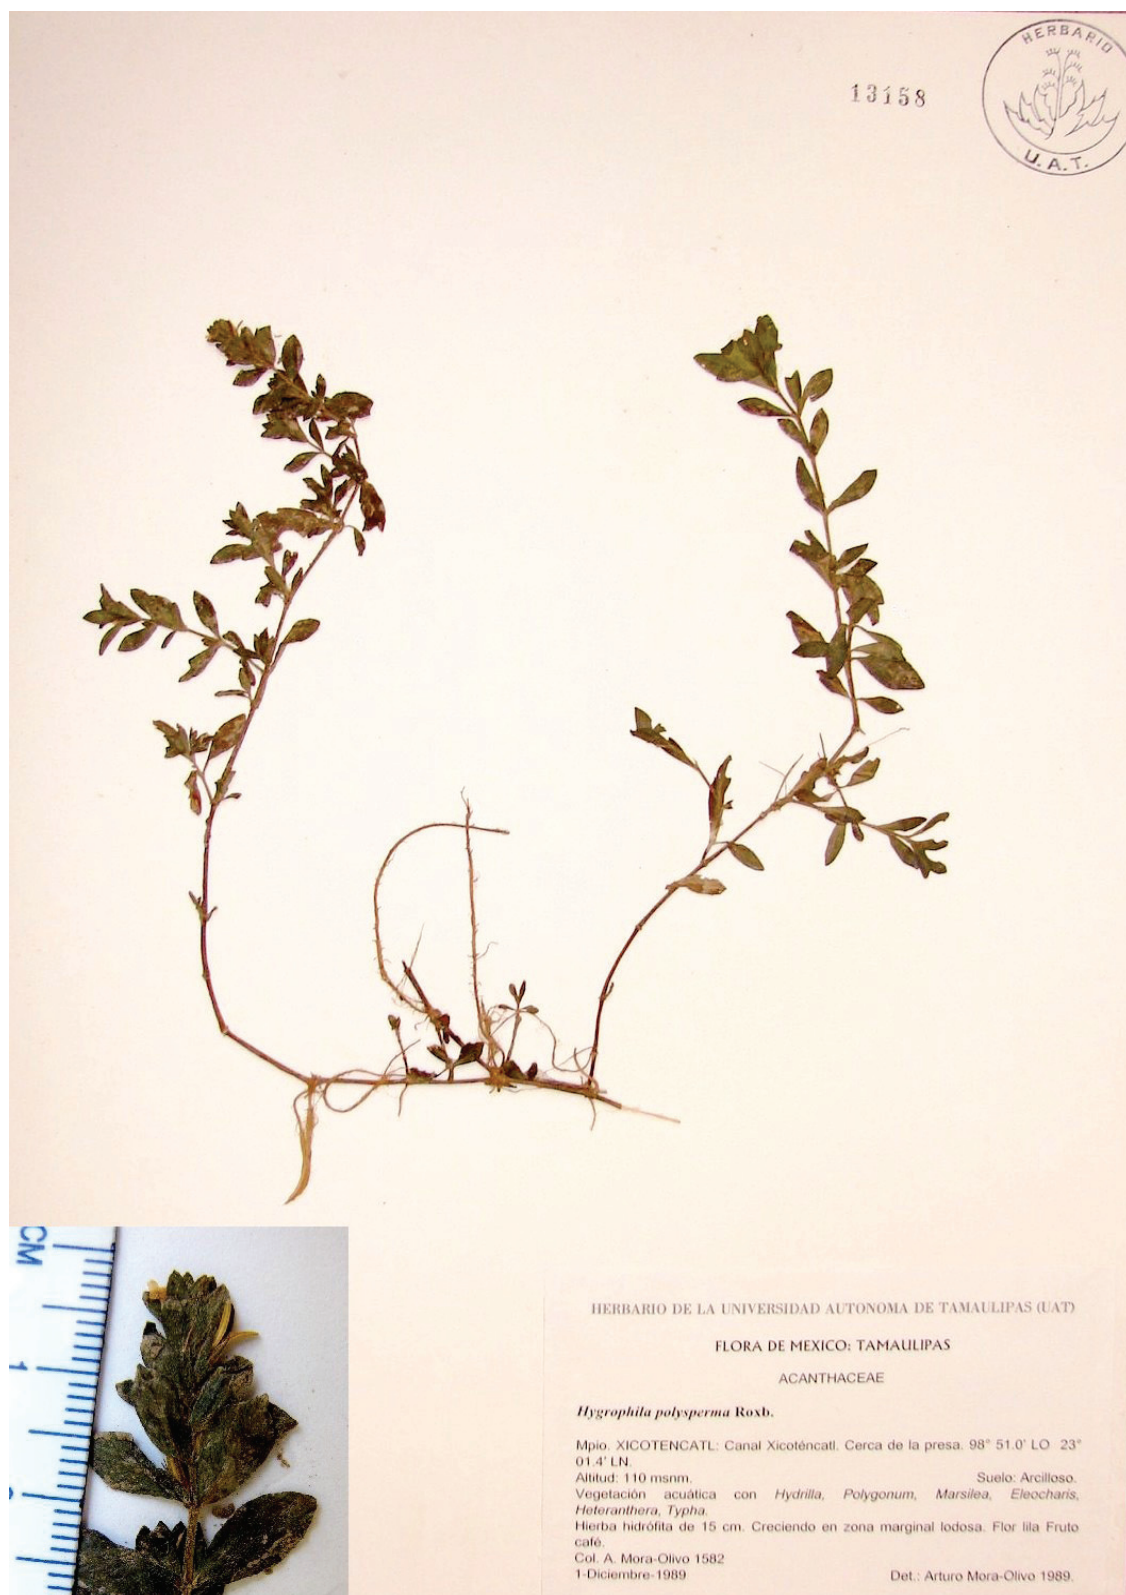 HERBARIO
U.A.T.
13158
CM
1
HERBARIO DE LA UNIVERSIDAD AUTONOMA DE TAMAULIPAS (UAT)
FLORA DE MEXICO: TAMAULIPAS
ACANTHACEAE
Hygrophila polysperma Roxb.
Mpio. XICOTENCATL: Canal Xicoténcatl. Cerca de la presa. 98° 51.0' LO 23°
01.4' LN.
Altitud: 110 msnm. Suelo: Arcilloso.
Vegetación acuática con Hydrilla, Polygonum, Marsilea, Eleocharis,
Heteranthera, Typha.
Hierba hidrófita de 15 cm. Creciendo en zona marginal lodosa. Flor lila Fruto
café.
Col. A. Mora-Olivo 1582
1-Diciembre-1989 Det.: Arturo Mora-Olivo 1989.